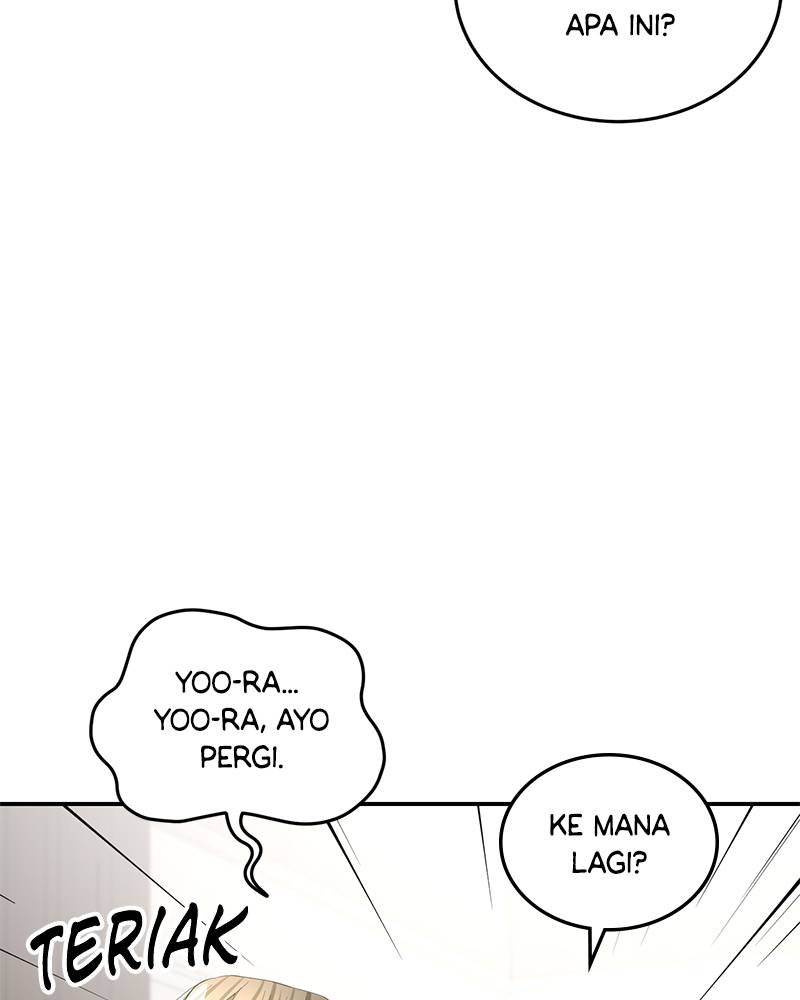 APA INI?
YOO-RA...
YOO-RA, AYO
PERGI.
KE MANA
LAGI?
TERIAK